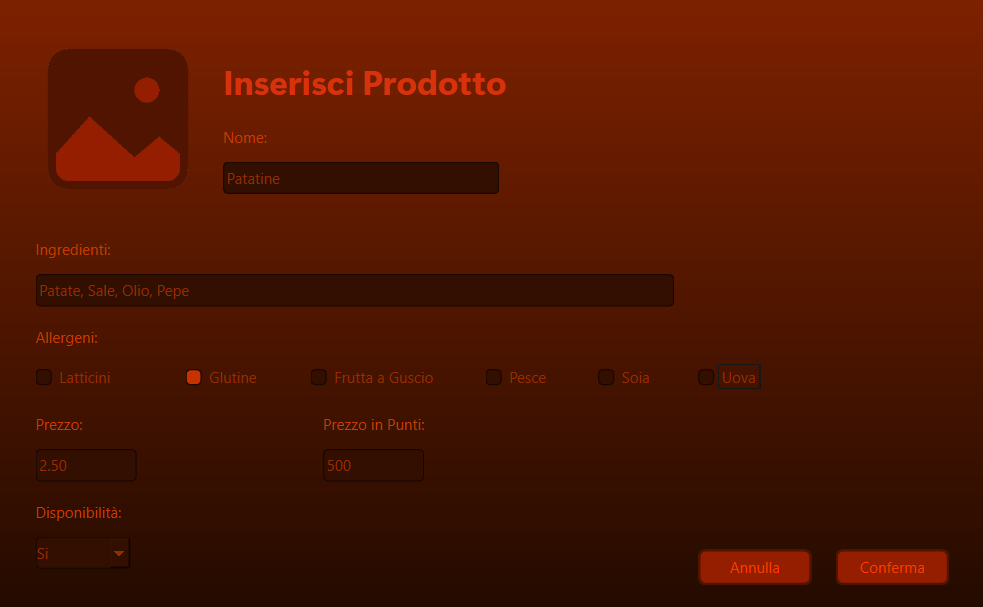 Inserisci Prodotto
Nome:
Patatine
Ingredienti:
Patate, Sale, Olio, Pepe
Allergeni:
Latticini Glutine Frutta a Guscio Pesce Soia Uova
Prezzo: Prezzo in Punti:
2.50 500
Disponibilità:
Si
Annulla Conferma